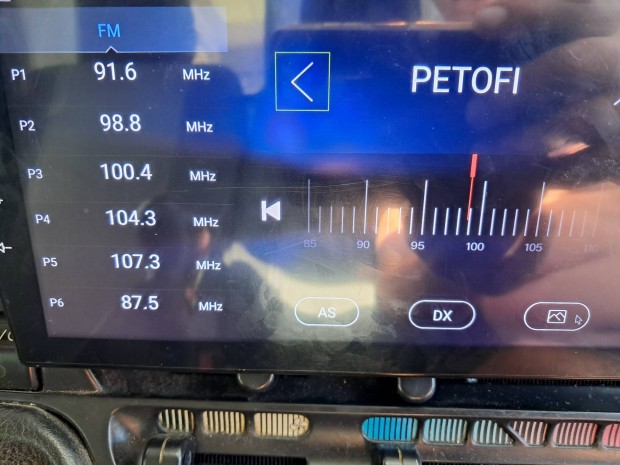 FM
P1 91.6 MHz
P2 98.8 MHz
P3 100.4 MHz
P4 104.3 MHz
P5 107.3 MHz
P6 87.5 MHz
PETOFI
85 90 95 100 105 110
AS DX